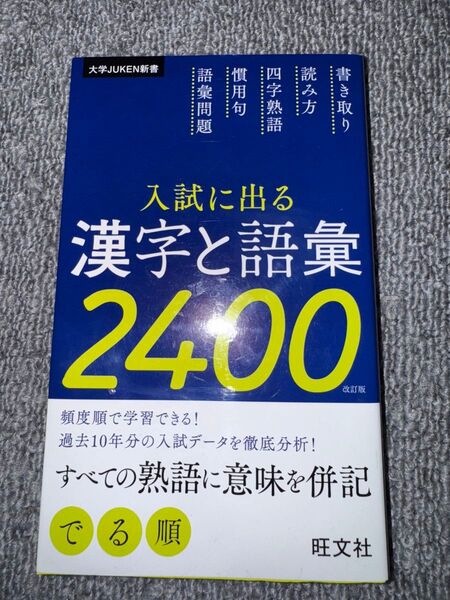 大学JUKEN新書
書き取り
読み方
四字熟語
慣用句
語彙問題
入試に出る
漢字と語彙
2400
改訂版
頻度順で学習できる!
過去10年分の入試データを徹底分析!
すべての熟語に意味を併記
でる順
旺文社